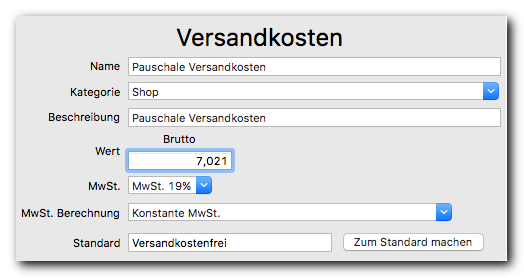 Versandkosten
Name Pauschale Versandkosten
Kategorie Shop
Beschreibung Pauschale Versandkosten
Brutto
Wert 7,021
MwSt. MwSt. 19%
MwSt. Berechnung Konstante MwSt.
Standard Versandkostenfrei Zum Standard machen